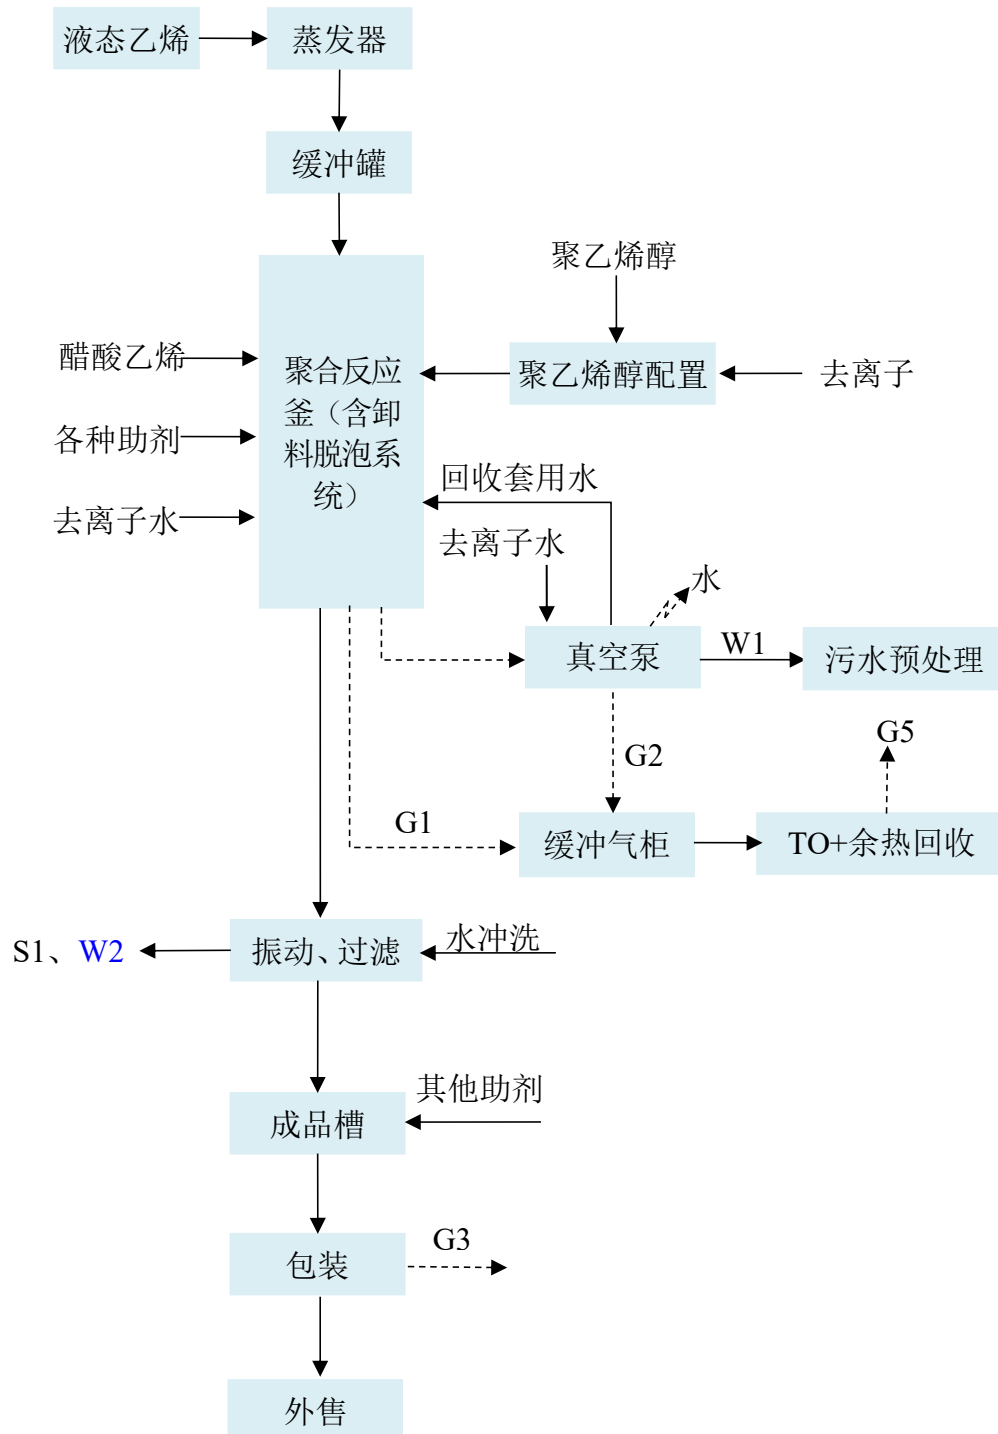 液态乙烯
蒸发器
缓冲罐
聚乙烯醇
醋酸乙烯
聚合反应
釜（含卸
料脱泡系
统）
聚乙烯醇配置
去离子
各种助剂
回收套用水
去离子水
去离子水
水
真空泵
W1
污水预处理
G2
G5
G1
缓冲气柜
TO+余热回收
S1、W2
振动、过滤
水冲洗
其他助剂
成品槽
G3
包装
外售